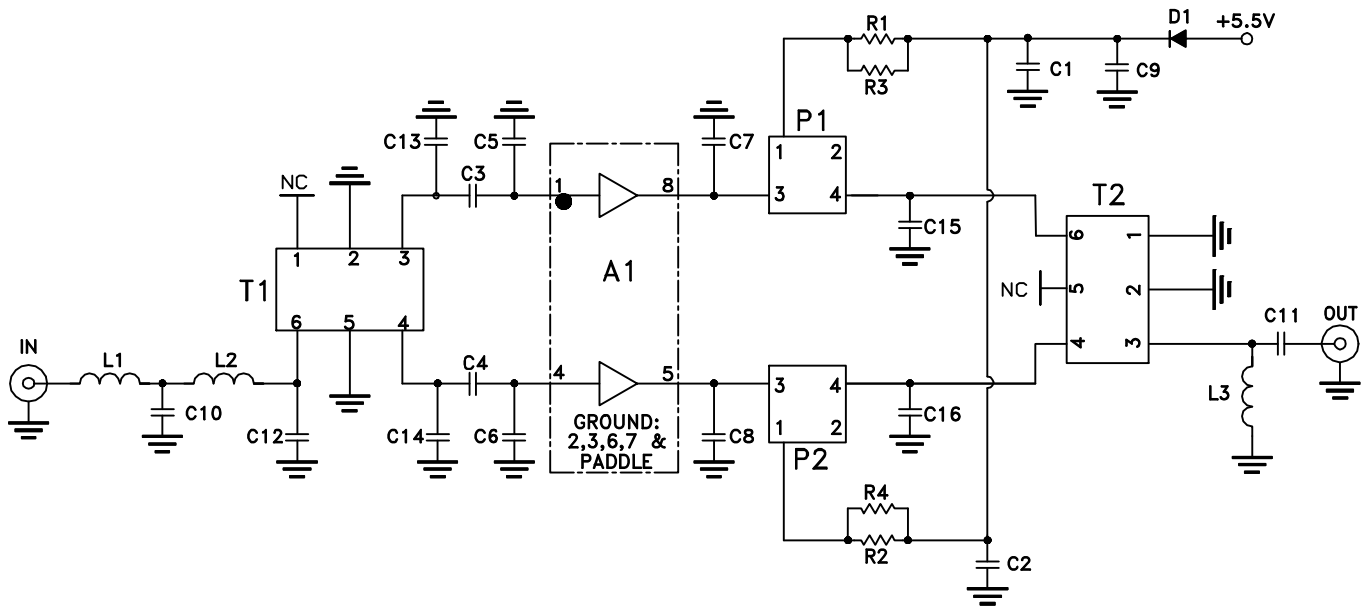 D1
+5.5V
R1
R3
C1
C9
P1
1 2
3 4
C13
C5
C7
C3
1
8
NC
1 2 3
T1
6 5 4
A1
C15
T2
6 1
NC
5 2
4 3
C11
OUT
IN
L1
L2
C10
C12
C4
4
5
C14
C6
GROUND:
2,3,6,7 &
PADDLE
C8
3 4
1 2
P2
C16
L3
R4
R2
C2